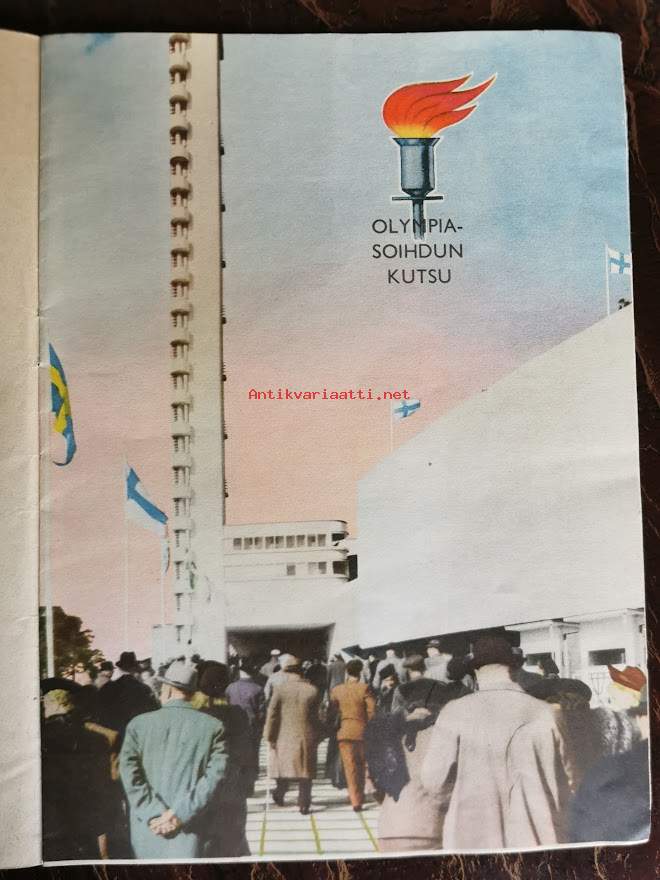 OLYMPIA-
SOIHDUN
KUTSU
Antikvariaatti.net